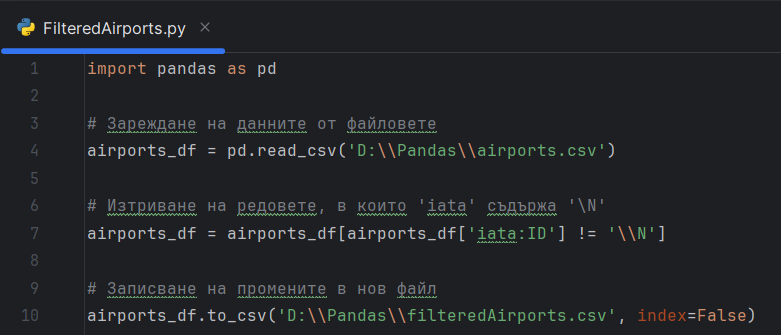 FilteredAirports.py ×
1 import pandas as pd
2
3 # Зареждане на данните от файловете
4 airports_df = pd.read_csv('D:\\Pandas\\airports.csv')
5
6 # Изтриване на редовете, в които 'iata' съдържа '\N'
7 airports_df = airports_df[airports_df['iata:ID'] != '\\N']
8
9 # Записване на промените в нов файл
10 airports_df.to_csv('D:\\Pandas\\filteredAirports.csv', index=False)